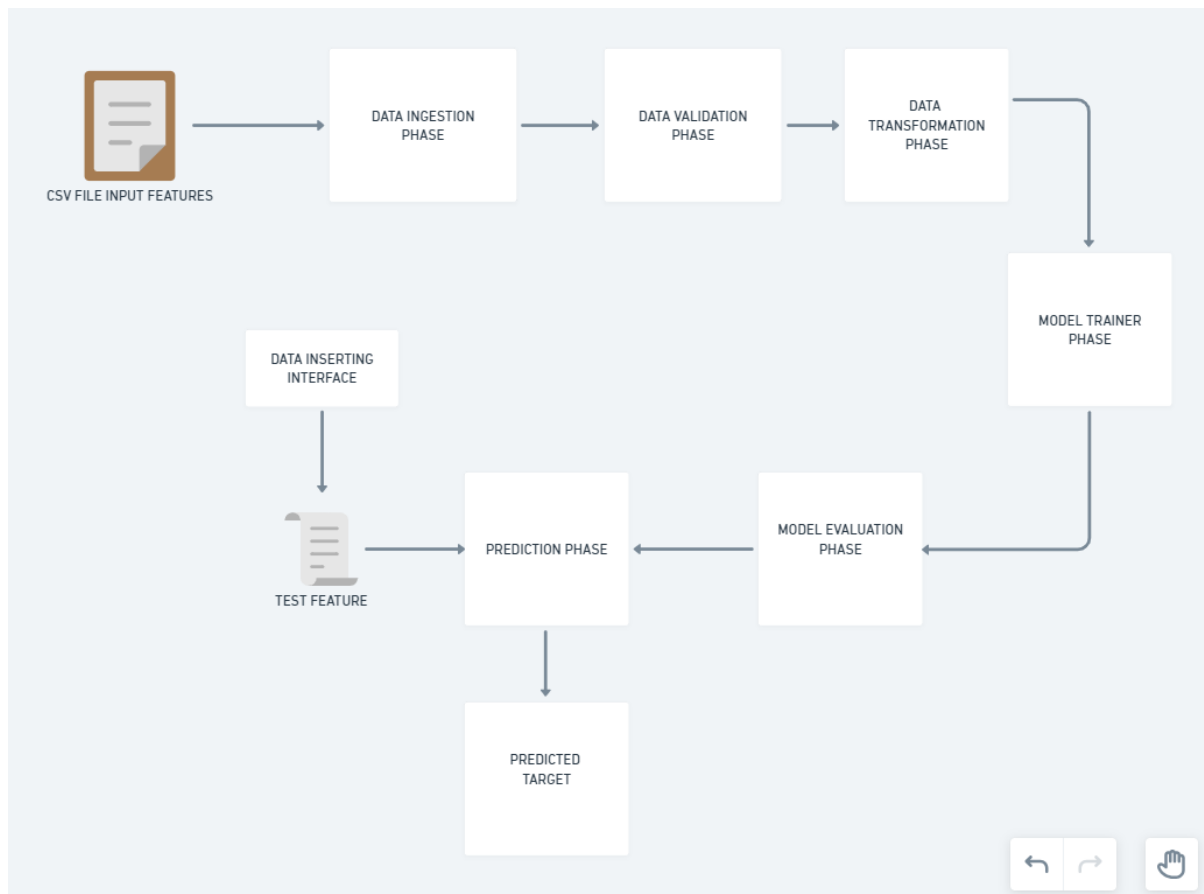 DATA INGESTION
PHASE
DATA VALIDATION
PHASE
DATA
TRANSFORMATION
PHASE
CSV FILE INPUT FEATURES
MODEL TRAINER
PHASE
DATA INSERTING
INTERFACE
TEST FEATURE
PREDICTION PHASE
MODEL EVALUATION
PHASE
PREDICTED
TARGET